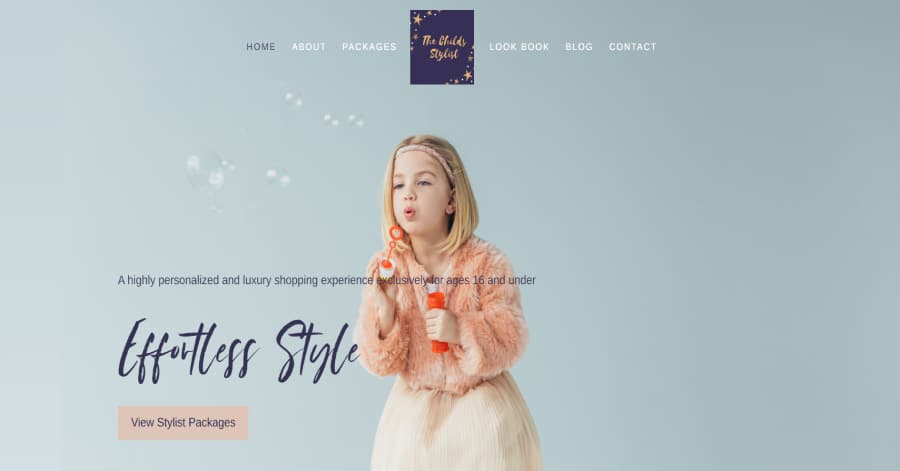 HOME ABOUT PACKAGES
The Childs
Stylist
LOOK BOOK BLOG CONTACT
A highly personalized and luxury shopping experience exclusively for ages 16 and under
Effortless Style
View Stylist Packages